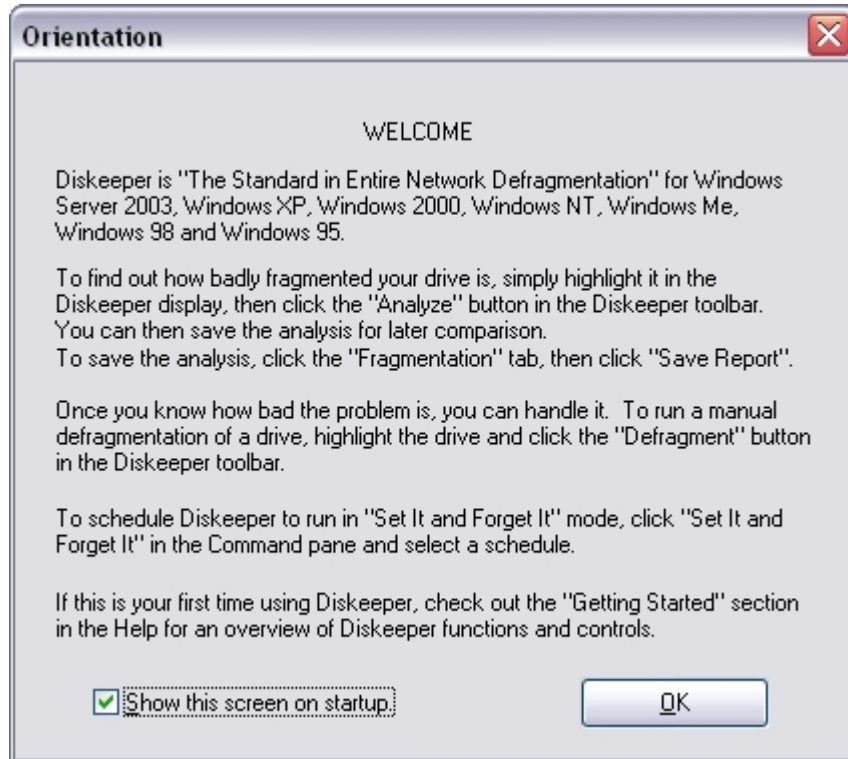 Orientation
WELCOME
Diskeeper is "The Standard in Entire Network Defragmentation" for Windows
Server 2003, Windows XP, Windows 2000, Windows NT, Windows Me,
Windows 98 and Windows 95.
To find out how badly fragmented your drive is, simply highlight it in the
Diskeeper display, then click the "Analyze" button in the Diskeeper toolbar.
You can then save the analysis for later comparison.
To save the analysis, click the "Fragmentation" tab, then click "Save Report".
Once you know how bad the problem is, you can handle it.  To run a manual
defragmentation of a drive, highlight the drive and click the "Defragment" button
in the Diskeeper toolbar.
To schedule Diskeeper to run in "Set It and Forget It" mode, click "Set It and
Forget It" in the Command pane and select a schedule.
If this is your first time using Diskeeper, check out the "Getting Started" section
in the Help for an overview of Diskeeper functions and controls.
Show this screen on startup.
OK